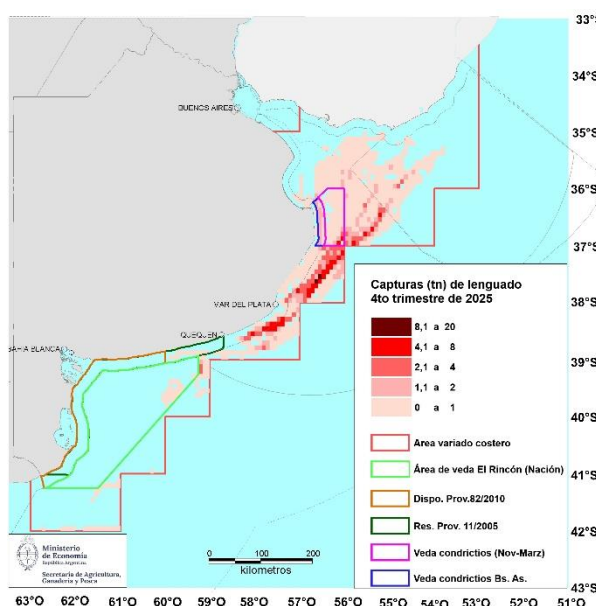 33°S
BUENOS AIRES
34°S
35°S
36°S
37°S
MAR DEL PLATA
38°S
QUEQUEN
BAHIA BLANCA
39°S
40°S
41°S
42°S
43°S
Capturas (tn) de lenguado
4to trimestre de 2025
8,1 a 20
4,1 a 8
2,1 a 4
1,1 a 2
0 a 1
Area variado costero
Área de veda El Rincón (Nación)
Dispo. Prov.82/2010
Res. Prov. 11/2005
Veda condrictios (Nov-Marz)
Veda condrictios Bs. As.
Ministerio
de Economía
República Argentina
Secretaría de Agricultura,
Ganadería y Pesca
0 100 200
kilometros
63°O 62°O 61°O 60°O 59°O 58°O 57°O 56°O 55°O 54°O 53°O 52°O 51°O